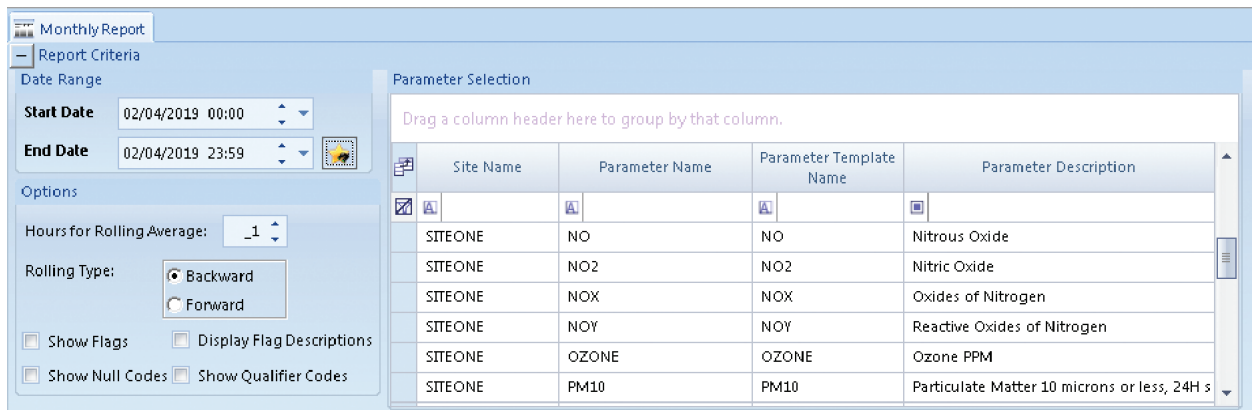 Monthly Report
Report Criteria
Date Range
Start Date 02/04/2019 00:00
End Date 02/04/2019 23:59
Options
Hours for Rolling Average: _1
Rolling Type: Backward
Forward
Show Flags Display Flag Descriptions
Show Null Codes Show Qualifier Codes
Parameter Selection
Drag a column header here to group by that column.
Site Name Parameter Name Parameter Template Name Parameter Description
SITEONE NO NO Nitrous Oxide
SITEONE NO2 NO2 Nitric Oxide
SITEONE NOX NOX Oxides of Nitrogen
SITEONE NOY NOY Reactive Oxides of Nitrogen
SITEONE OZONE OZONE Ozone PPM
SITEONE PM10 PM10 Particulate Matter 10 microns or less, 24H s